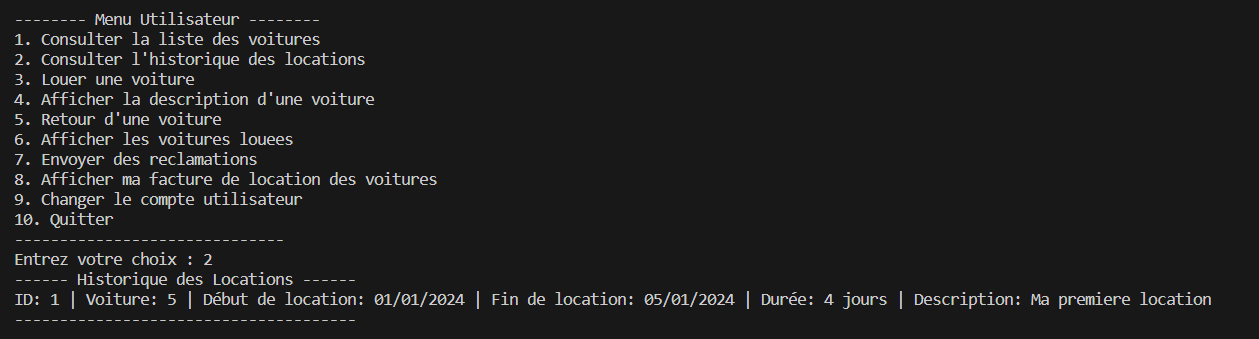 -------- Menu Utilisateur --------
1. Consulter la liste des voitures
2. Consulter l'historique des locations
3. Louer une voiture
4. Afficher la description d'une voiture
5. Retour d'une voiture
6. Afficher les voitures louees
7. Envoyer des reclamations
8. Afficher ma facture de location des voitures
9. Changer le compte utilisateur
10. Quitter
------------------------------
Entrez votre choix : 2
------ Historique des Locations ------
ID: 1 | Voiture: 5 | Début de location: 01/01/2024 | Fin de location: 05/01/2024 | Durée: 4 jours | Description: Ma premiere location
--------------------------------------